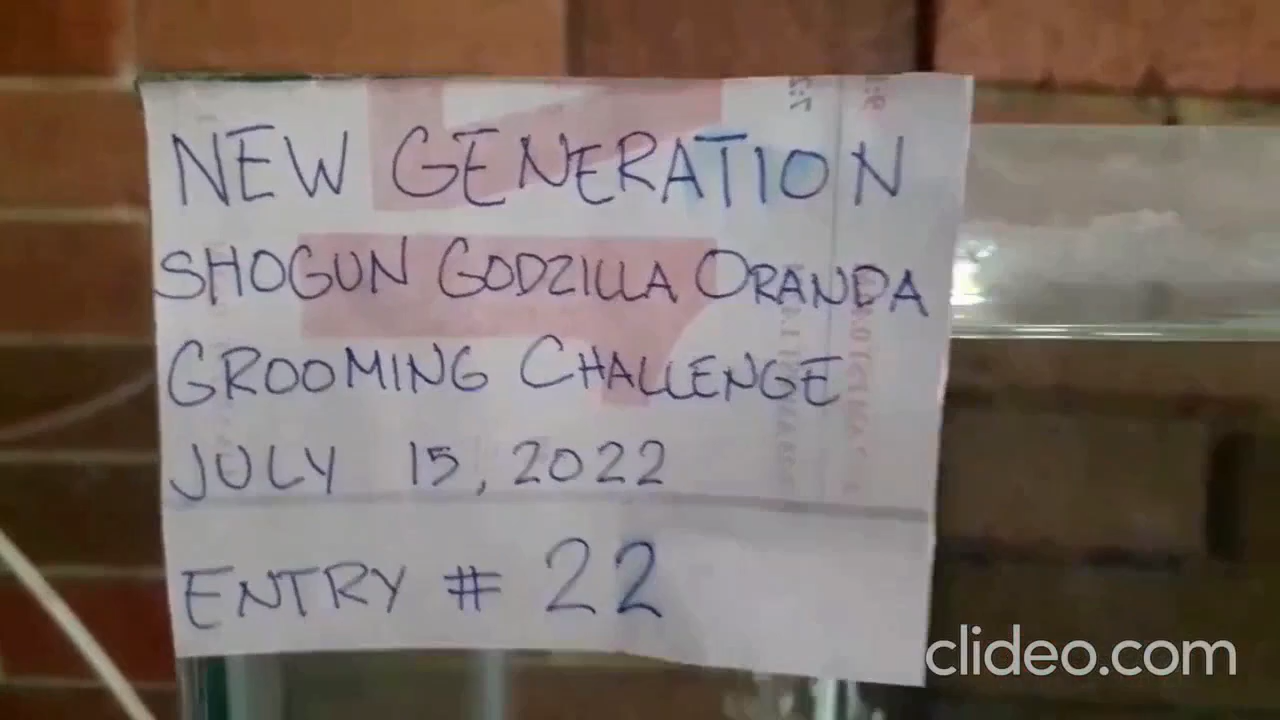 NEW GENERATION
SHOGUN GODZILLA ORANDA
GROOMING CHALLENGE
JULY 15, 2022
ENTRY # 22
clideo.com